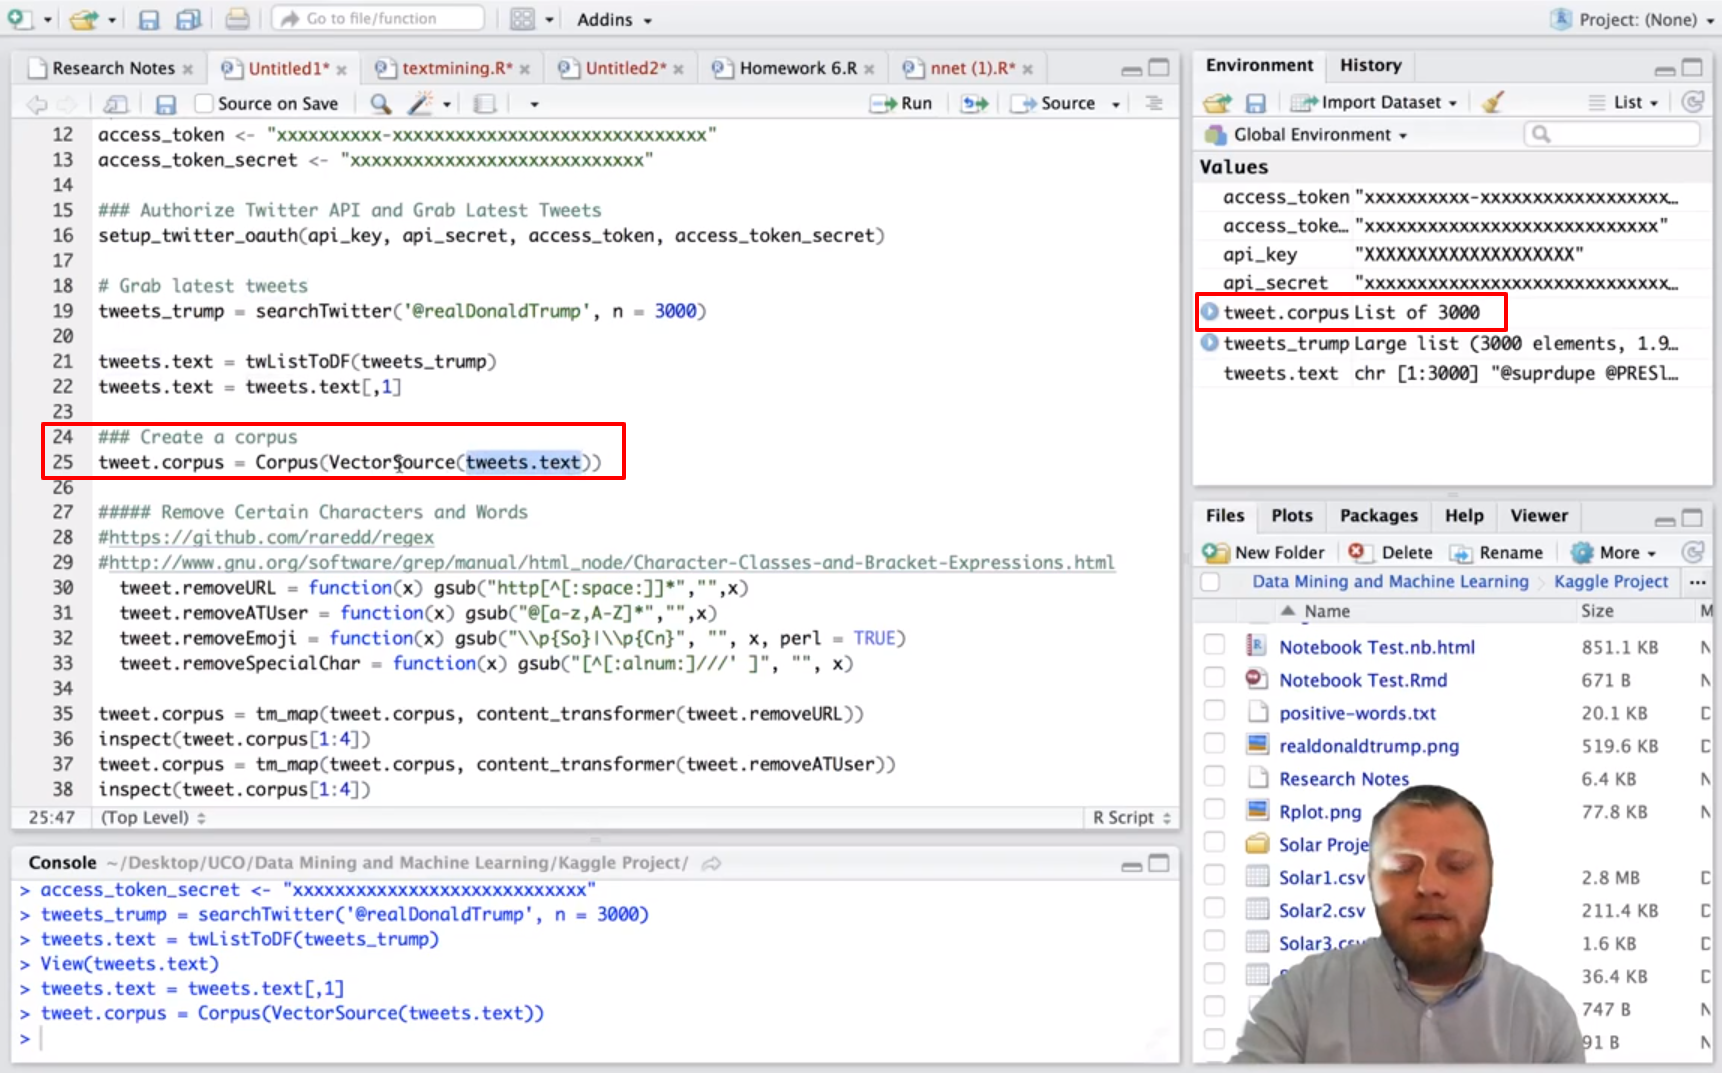 Go to file/function
Addins
Project: (None)
Research Notes
Untitled1*
textmining.R*
Untitled2*
Homework 6.R
nnet (1).R*
Source on Save
Run
Source
12 access_token <- "xxxxxxxxxx-xxxxxxxxxxxxxxxxxxxxxxxxxxxxxx"
13 access_token_secret <- "xxxxxxxxxxxxxxxxxxxxxxxxxxxx"
14
15 ### Authorize Twitter API and Grab Latest Tweets
16 setup_twitter_oauth(api_key, api_secret, access_token, access_token_secret)
17
18 # Grab latest tweets
19 tweets_trump = searchTwitter('@realDonaldTrump', n = 3000)
20
21 tweets.text = twListToDF(tweets_trump)
22 tweets.text = tweets.text[,1]
23
24 ### Create a corpus
25 tweet.corpus = Corpus(VectorSource(tweets.text))
26
27 ##### Remove Certain Characters and Words
28 #https://github.com/raredd/regex
29 #http://www.gnu.org/software/grep/manual/html_node/Character-Classes-and-Bracket-Expressions.html
30 tweet.removeURL = function(x) gsub("http[^[:space:]]*","",x)
31 tweet.removeATUser = function(x) gsub("@[a-z,A-Z]*","",x)
32 tweet.removeEmoji = function(x) gsub("\\p{So}|\\p{Cn}", "", x, perl = TRUE)
33 tweet.removeSpecialChar = function(x) gsub("[^[:alnum:]///' ]", "", x)
34
35 tweet.corpus = tm_map(tweet.corpus, content_transformer(tweet.removeURL))
36 inspect(tweet.corpus[1:4])
37 tweet.corpus = tm_map(tweet.corpus, content_transformer(tweet.removeATUser))
38 inspect(tweet.corpus[1:4])
25:47 (Top Level) R Script
Console ~/Desktop/UCO/Data Mining and Machine Learning/Kaggle Project/
> access_token_secret <- "xxxxxxxxxxxxxxxxxxxxxxxxxxxx"
> tweets_trump = searchTwitter('@realDonaldTrump', n = 3000)
> tweets.text = twListToDF(tweets_trump)
> View(tweets.text)
> tweets.text = tweets.text[,1]
> tweet.corpus = Corpus(VectorSource(tweets.text))
>
Environment History
Import Dataset List
Global Environment
Values
access_token "xxxxxxxxxx-xxxxxxxxxxxxxxxxxx…
access_toke… "xxxxxxxxxxxxxxxxxxxxxxxxxxxx"
api_key "XXXXXXXXXXXXXXXXXXXX"
api_secret "xxxxxxxxxxxxxxxxxxxxxxxxxxxxx…
tweet.corpus List of 3000
tweets_trump Large list (3000 elements, 1.9…
tweets.text chr [1:3000] "@suprdupe @PRESl…
Files Plots Packages Help Viewer
New Folder Delete Rename More
Data Mining and Machine Learning Kaggle Project ...
Name Size M
Notebook Test.nb.html 851.1 KB N
Notebook Test.Rmd 671 B N
positive-words.txt 20.1 KB D
realdonaldtrump.png 519.6 KB D
Research Notes 6.4 KB D
Rplot.png 77.8 KB N
Solar Proje
Solar1.csv 2.8 MB D
Solar2.csv 211.4 KB D
Solar3.csv 1.6 KB D
36.4 KB N
747 B N
91 B N